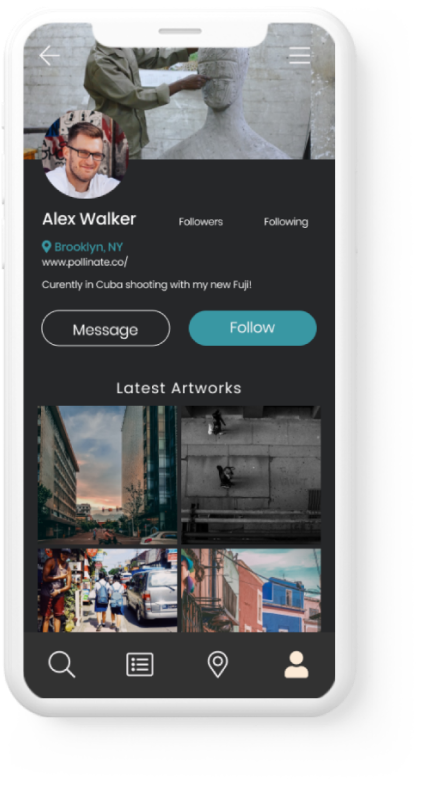 Alex Walker
Followers Following
Brooklyn, NY
www.pollinate.co/
Curently in Cuba shooting with my new Fuji!
Message Follow
Latest Artworks